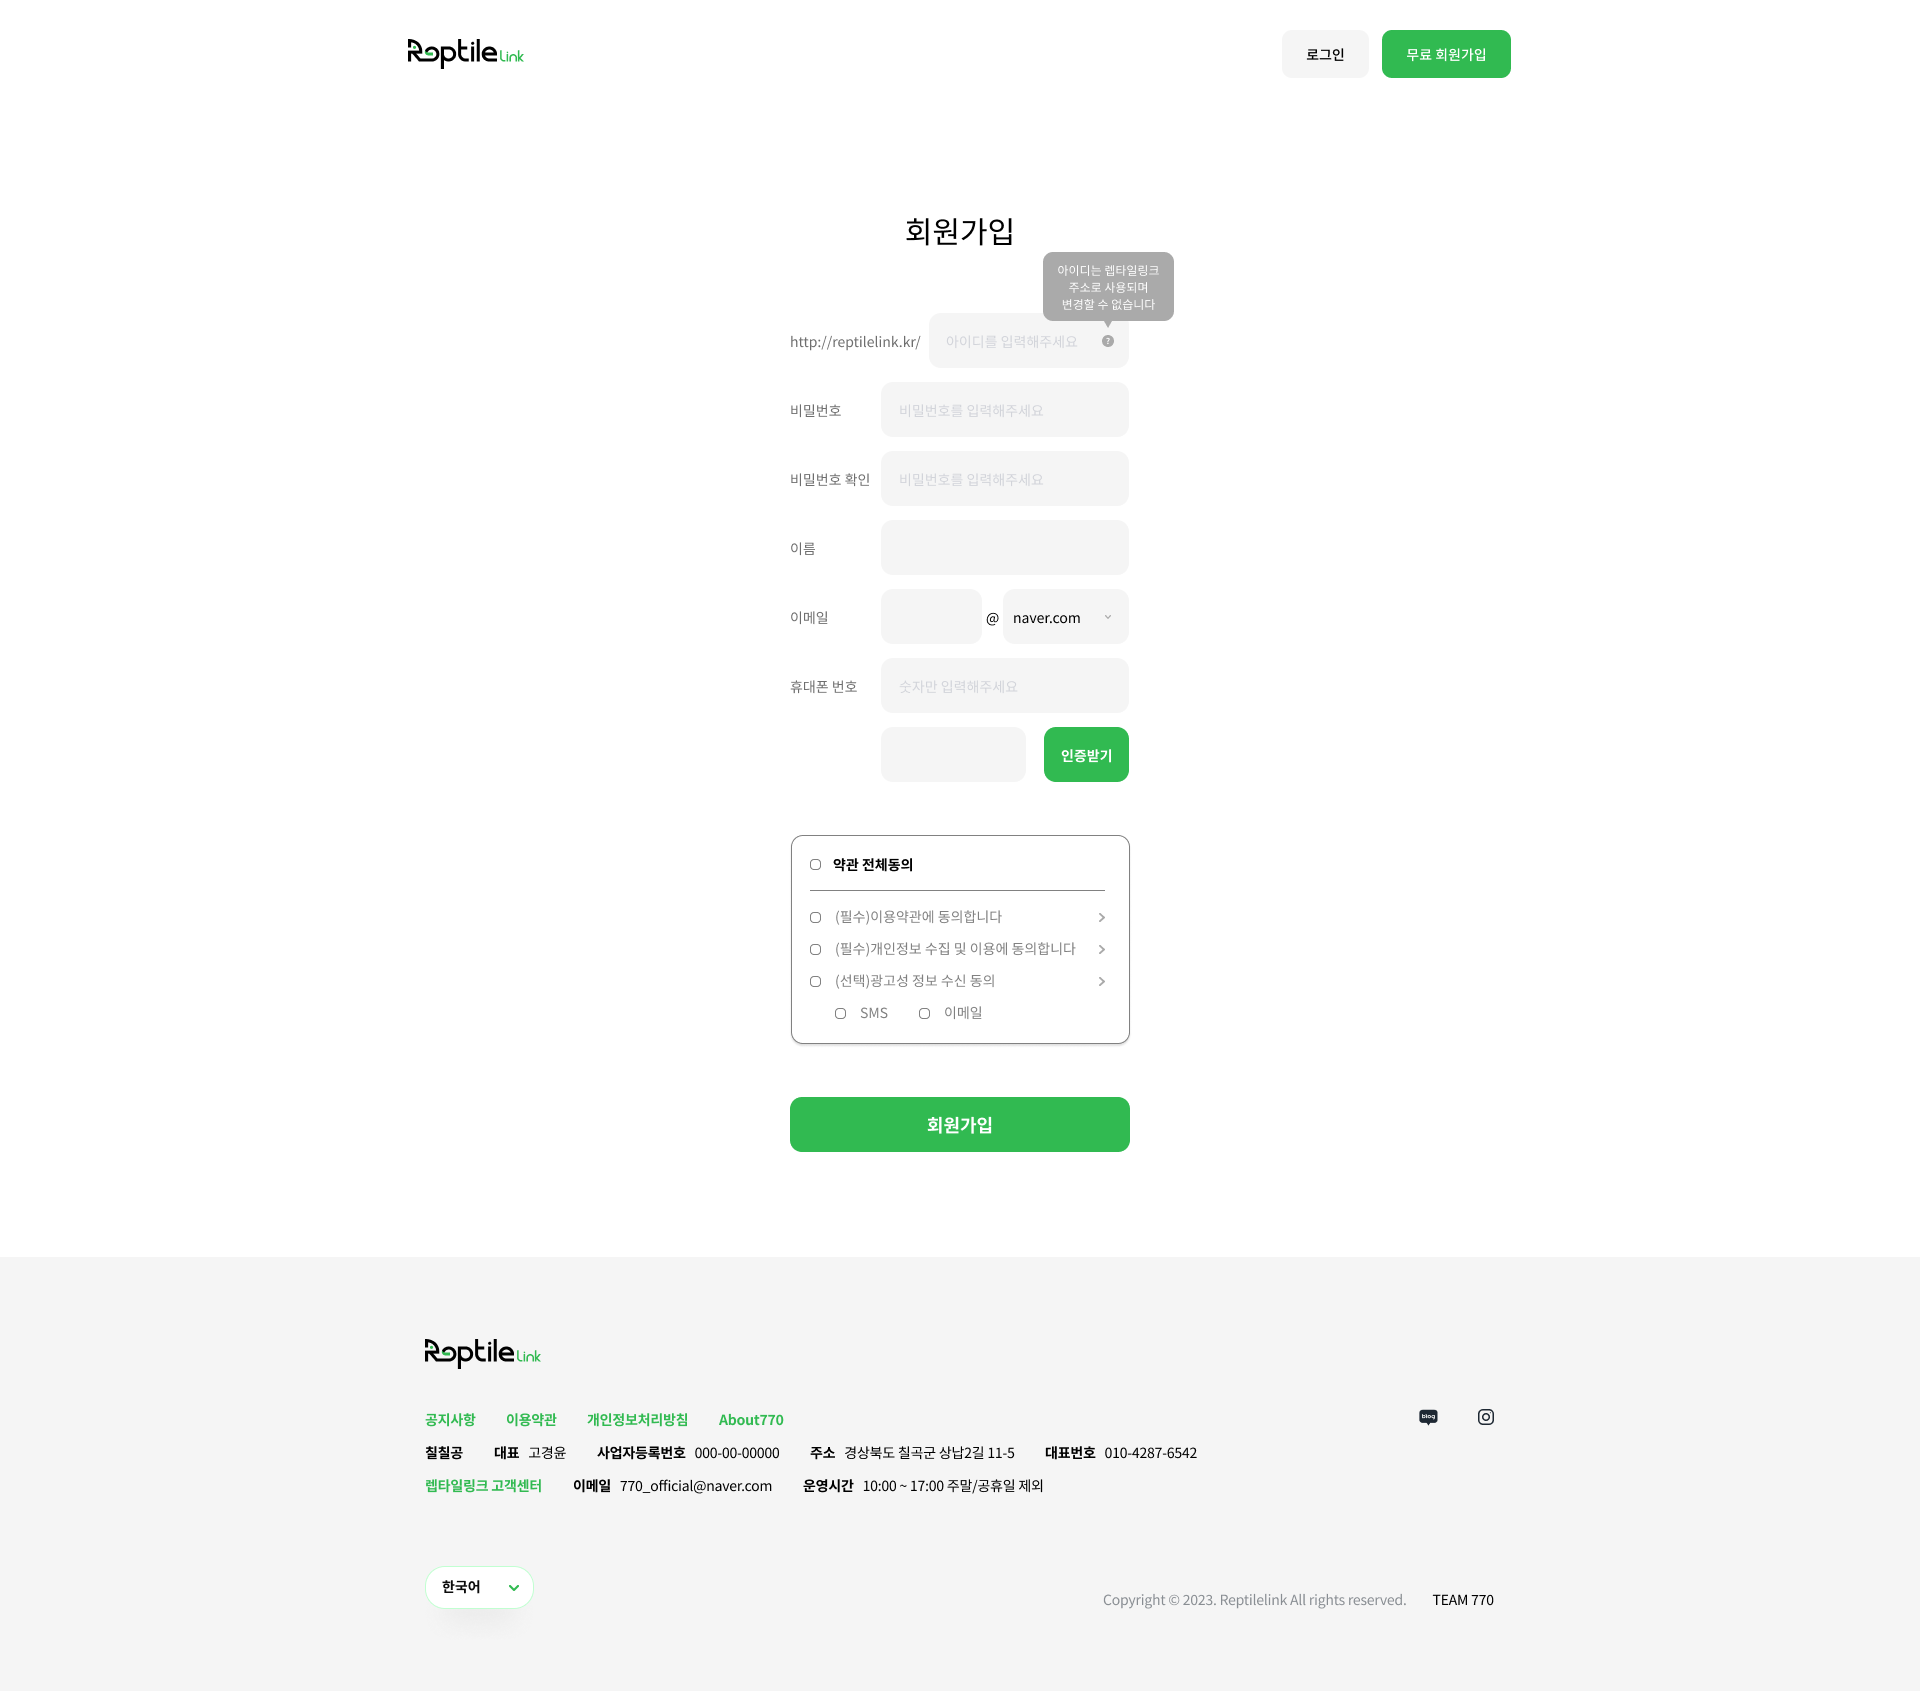 Reptile Link
로그인
무료 회원가입
회원가입
아이디는 렙타일링크
주소로 사용되며
변경할 수 없습니다
http://reptilelink.kr/ 아이디를 입력해주세요 ?
비밀번호 비밀번호를 입력해주세요
비밀번호 확인 비밀번호를 입력해주세요
이름
이메일 @ naver.com
휴대폰 번호 숫자만 입력해주세요
인증받기
약관 전체동의
(필수)이용약관에 동의합니다
(필수)개인정보 수집 및 이용에 동의합니다
(선택)광고성 정보 수신 동의
SMS 이메일
회원가입
Reptile Link
공지사항 이용약관 개인정보처리방침 About770 blog
칠칠공 대표 고경윤 사업자등록번호 000-00-00000 주소 경상북도 칠곡군 상납2길 11-5 대표번호 010-4287-6542
렙타일링크 고객센터 이메일 770_official@naver.com 운영시간 10:00 ~ 17:00 주말/공휴일 제외
한국어
Copyright © 2023. Reptilelink All rights reserved. TEAM 770